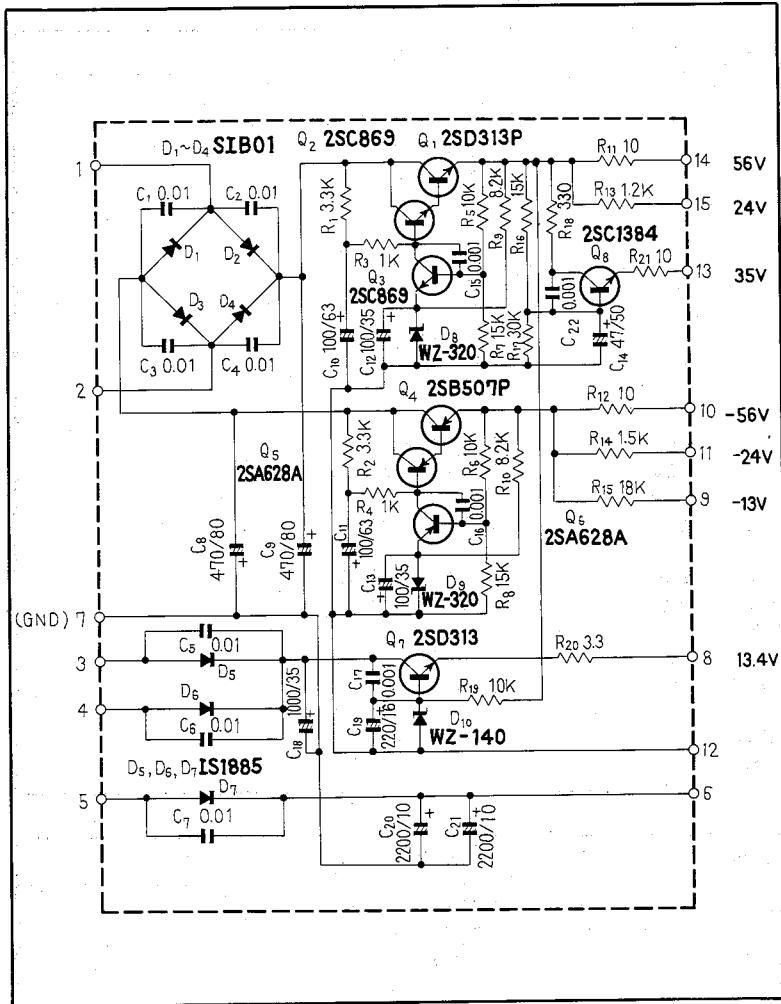 D₁~D₄ SIB01
Q₂ 2SC869
Q₁ 2SD313P
1
C₁ 0.01
C₂ 0.01
D₁
D₂
D₃
D₄
C₃ 0.01
C₄ 0.01
2
R₁ 3.3K
R₃ 1K
Q₃
2SC869
C₁₅ 0.001
R₅ 10K
R₉ 8.2K
15K
R₁₆
R₁₈ 330
R₁₁ 10
14 56V
R₁₃ 1.2K
15 24V
2SC1384
Q₈
R₂₁ 10
13 35V
C₁₀ 100/63
C₁₂ 100/35
D₈
WZ-320
R₇ 15K
R₁₇ 30K
0.001
C₂₂
C₁₄ 47/50
Q₄ 2SB507P
R₁₂ 10
10 -56V
R₁₄ 1.5K
11 -24V
R₁₅ 18K
9 -13V
Q₅
2SA628A
R₂ 3.3K
R₄ 1K
R₆ 10K
R₁₀ 8.2K
C₁₆ 0.001
Q₆
2SA628A
C₈
470/80
C₉
470/80
C₁₁
100/63
C₁₃
100/35
D₉
WZ-320
R₈ 15K
(GND) 7
C₅ 0.01
3
D₅
Q₇ 2SD313
R₂₀ 3.3
8 13.4V
4
D₆
C₆ 0.01
1000/35
C₁₈
C₁₇
0.001
C₁₉
220/16
R₁₉ 10K
D₁₀
WZ-140
12
D₅, D₆, D₇ IS1885
5
D₇
C₇ 0.01
6
C₂₀
2200/10
C₂₁
2200/10